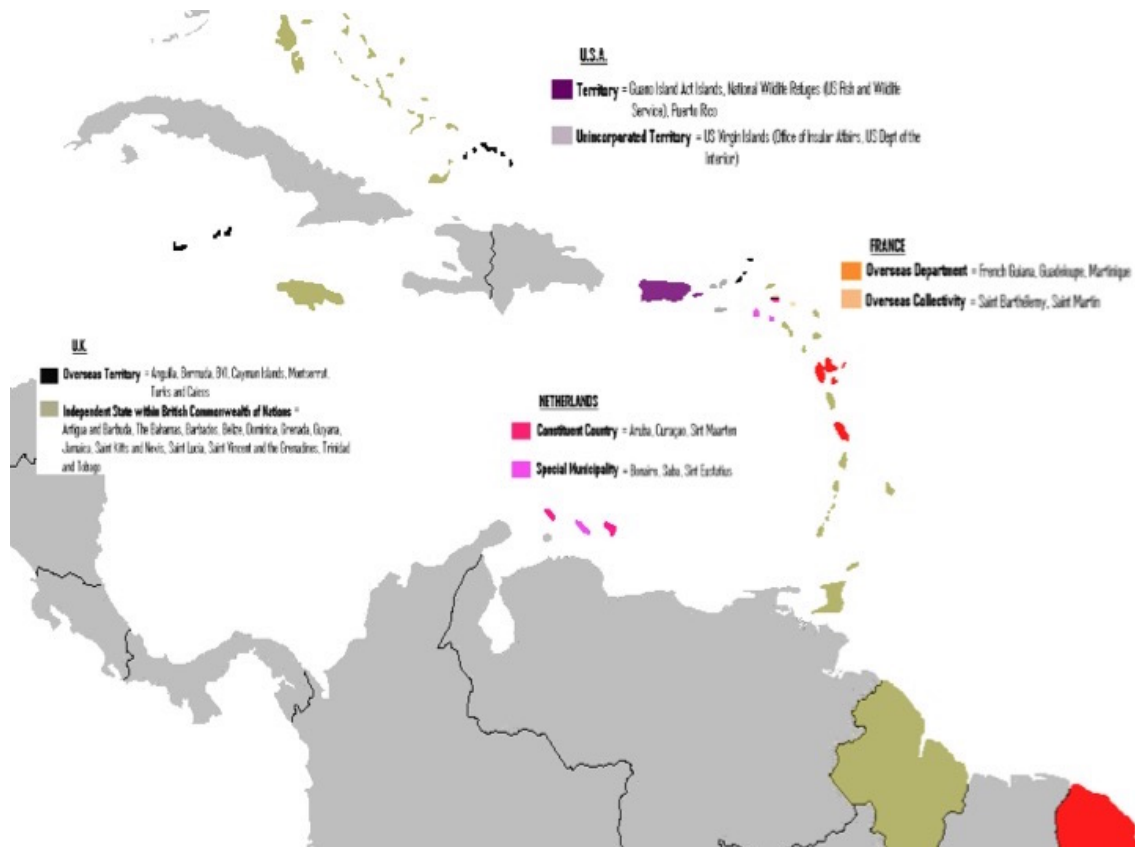 U.S.A.
Territory = Guano Island Act Islands, National Wildlife Refuges (US Fish and Wildlife
Service), Puerto Rico
Unincorporated Territory = US Virgin Islands (Office of Insular Affairs, US Dept of the
Interior)
FRANCE
Overseas Department = French Guiana, Guadeloupe, Martinique
Overseas Collectivity = Saint Barthélemy, Saint Martin
U.K.
Overseas Territory = Anguilla, Bermuda, BVI, Cayman Islands, Montserrat,
Turks and Caicos
Independent State within British Commonwealth of Nations =
Antigua and Barbuda, The Bahamas, Barbados, Belize, Dominica, Grenada, Guyana,
Jamaica, Saint Kitts and Nevis, Saint Lucia, Saint Vincent and the Grenadines, Trinidad
and Tobago
NETHERLANDS
Constituent Country = Aruba, Curaçao, Sint Maarten
Special Municipality = Bonaire, Saba, Sint Eustatius